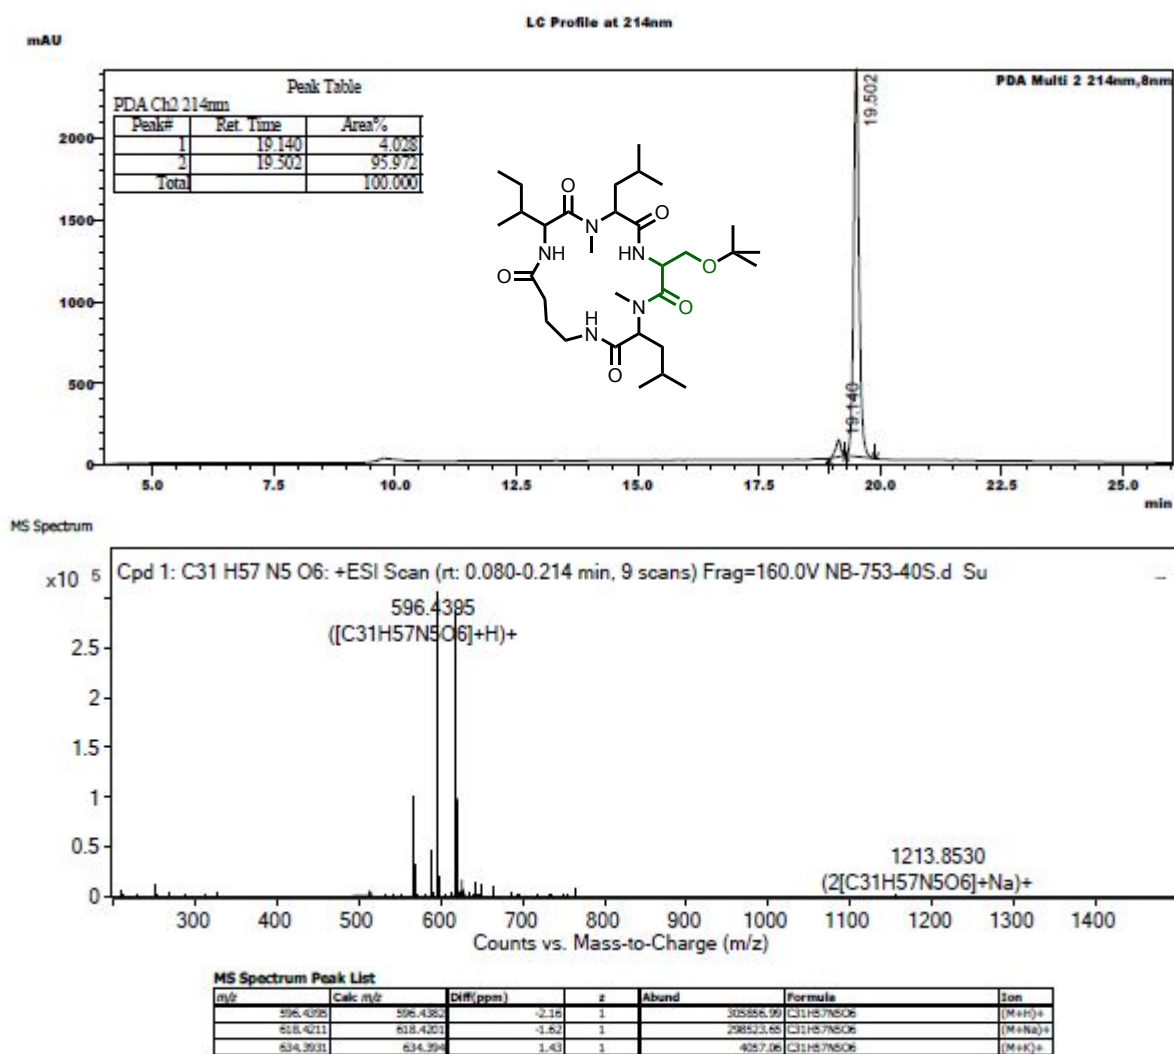 LC Profile at 214nm
mAU
PDA Multi 2 214nm,8nm
Peak Table
PDA Ch2 214nm
Peak# Ret. Time Area%
1 19.140 4.028
2 19.502 95.972
Total 100.000
19.502
19.140
2000
1500
1000
500
0
5.0 7.5 10.0 12.5 15.0 17.5 20.0 22.5 25.0
min
O
N
O
HN
O
NH
O
N
O
H
N
O
MS Spectrum
x10 5
Cpd 1: C31 H57 N5 O6: +ESI Scan (rt: 0.080-0.214 min, 9 scans) Frag=160.0V NB-753-40S.d Su
596.4395
([C31H57N5O6]+H)+
2.5
2
1.5
1
0.5
0
1213.8530
(2[C31H57N5O6]+Na)+
300 400 500 600 700 800 900 1000 1100 1200 1300 1400
Counts vs. Mass-to-Charge (m/z)
MS Spectrum Peak List
m/z Calc m/z Diff(ppm) z Abund Formula Ion
596.4395 596.4382 -2.16 1 305856.99 C31H57N5O6 (M+H)+
618.4211 618.4201 -1.62 1 298523.65 C31H57N5O6 (M+Na)+
634.3931 634.394 1.43 1 4057.06 C31H57N5O6 (M+K)+